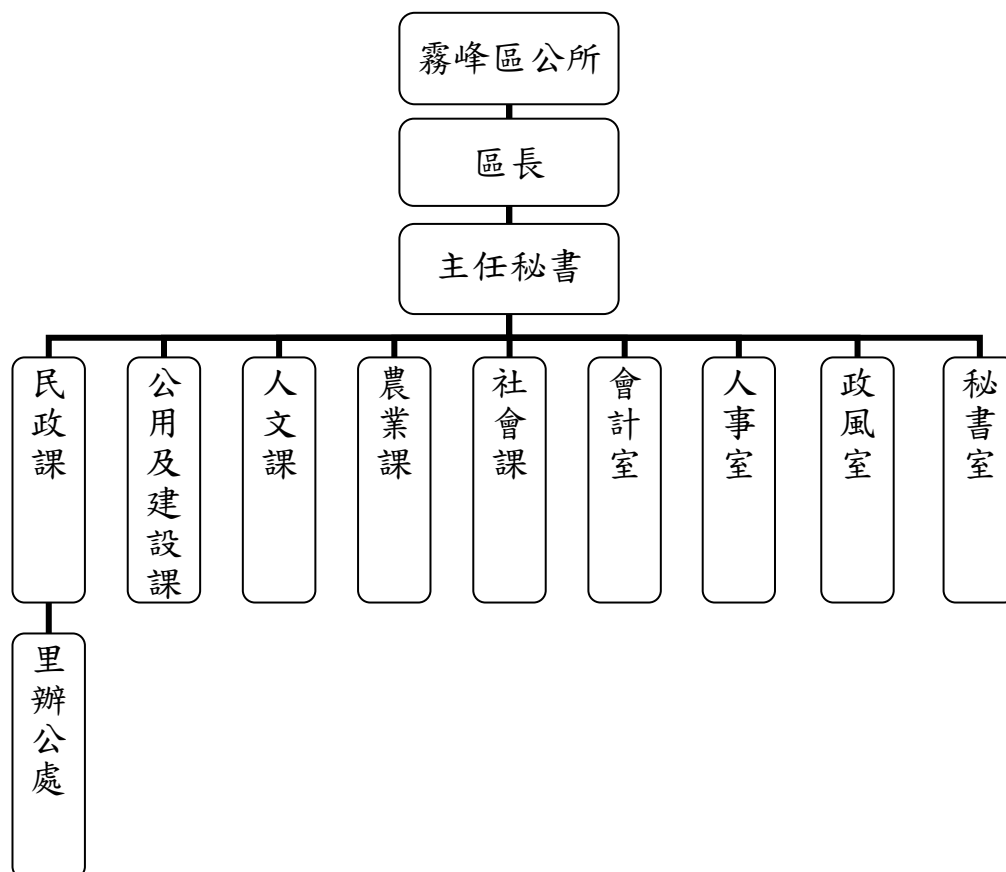 霧峰區公所
區長
主任秘書
民政課
公用及建設課
人文課
農業課
社會課
會計室
人事室
政風室
秘書室
里辦公處